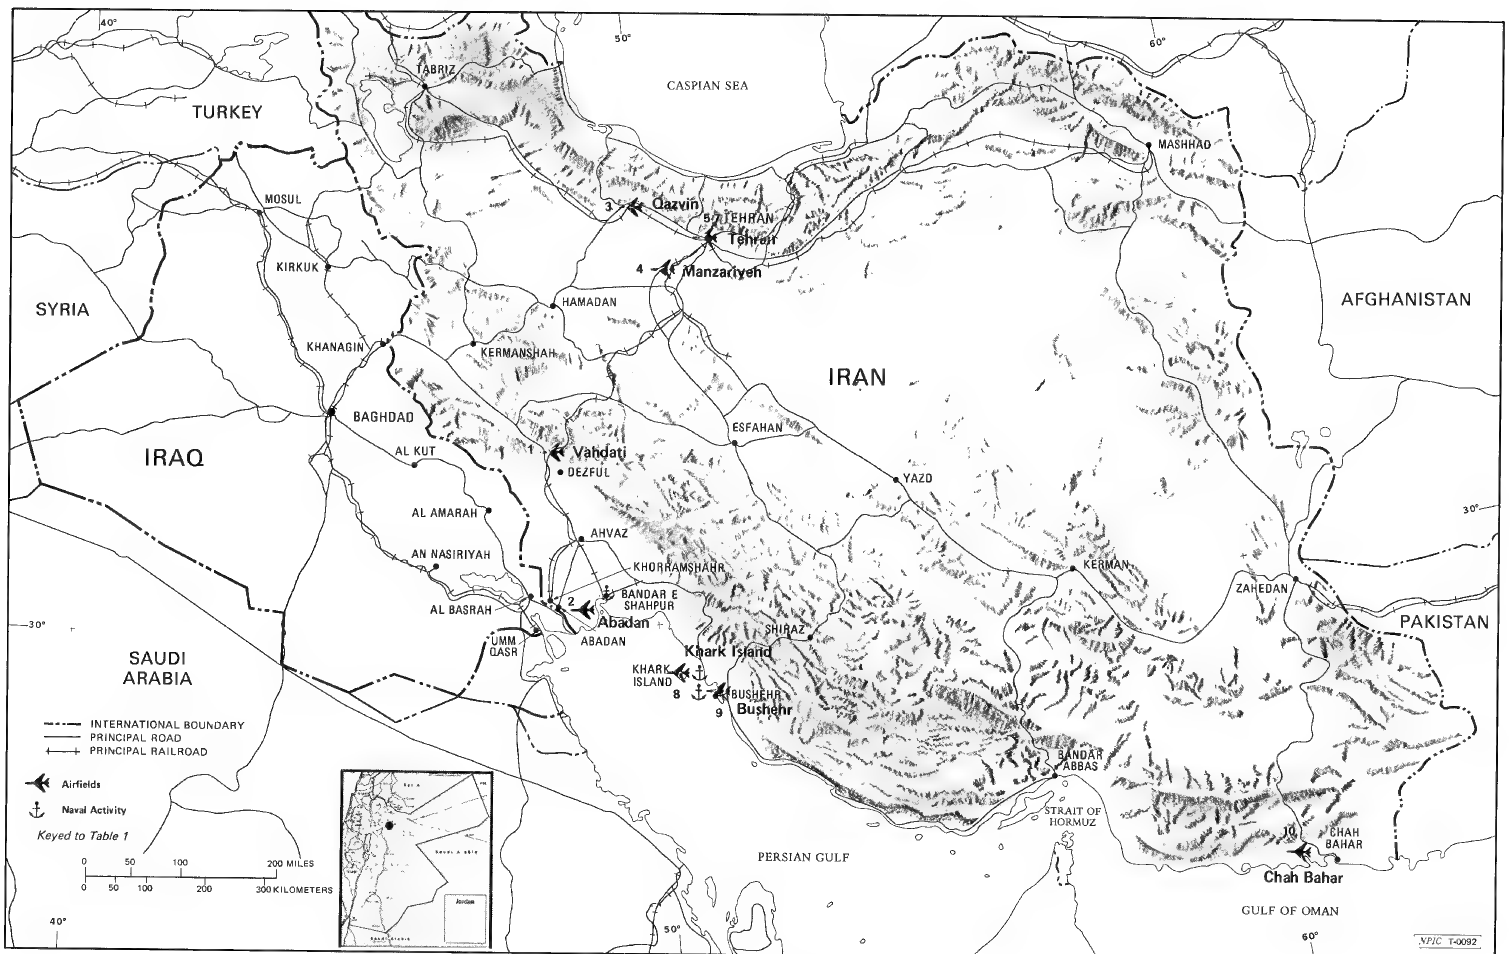 40°
50°
60°
TABRIZ
CASPIAN SEA
TURKEY
MASHHAD
MOSUL
3
Qazvin
5-7 TEHRAN
Tehran
KIRKUK
4
Manzariyeh
HAMADAN
SYRIA
AFGHANISTAN
KHANAGIN
KERMANSHAH
IRAN
BAGHDAD
ESFAHAN
IRAQ
AL KUT
1
Vahdati
DEZFUL
YAZD
AL AMARAH
30°
AHVAZ
AN NASIRIYAH
KHORRAMSHAHR
KERMAN
ZAHEDAN
AL BASRAH
2
BANDAR E
SHAHPUR
Abadan
30°
PAKISTAN
UMM
QASR
ABADAN
SHIRAZ
Khark Island
SAUDI
ARABIA
KHARK
ISLAND
8
BUSHEHR
9
Bushehr
INTERNATIONAL BOUNDARY
PRINCIPAL ROAD
PRINCIPAL RAILROAD
BANDAR
ABBAS
Airfields
Naval Activity
STRAIT OF
HORMUZ
Keyed to Table 1
10
CHAH
BAHAR
0 50 100 200 MILES
0 50 100 200 300 KILOMETERS
PERSIAN GULF
Chah Bahar
Jordan
GULF OF OMAN
40°
50°
60°
NPIC T-0092